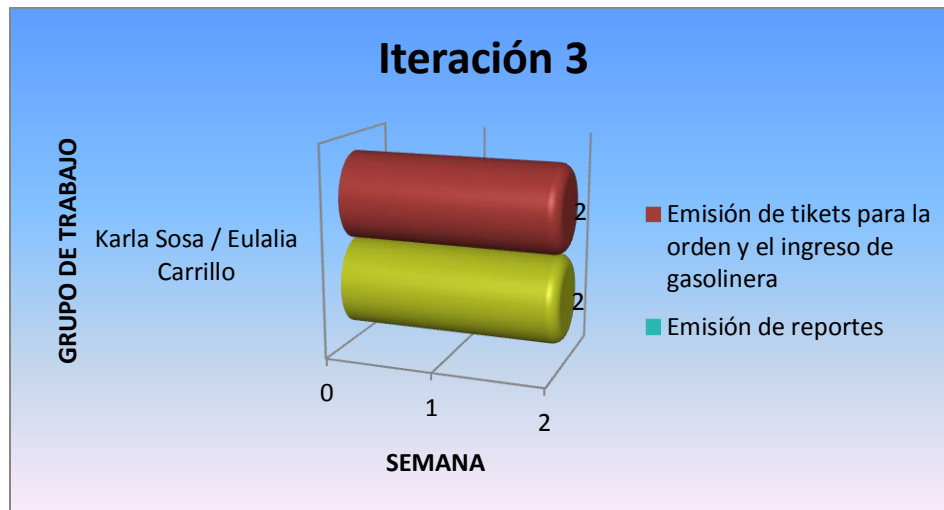 Iteración 3
GRUPO DE TRABAJO
Karla Sosa / Eulalia
Carrillo
2
2
0
1
2
SEMANA
Emisión de tikets para la
orden y el ingreso de
gasolinera
Emisión de reportes